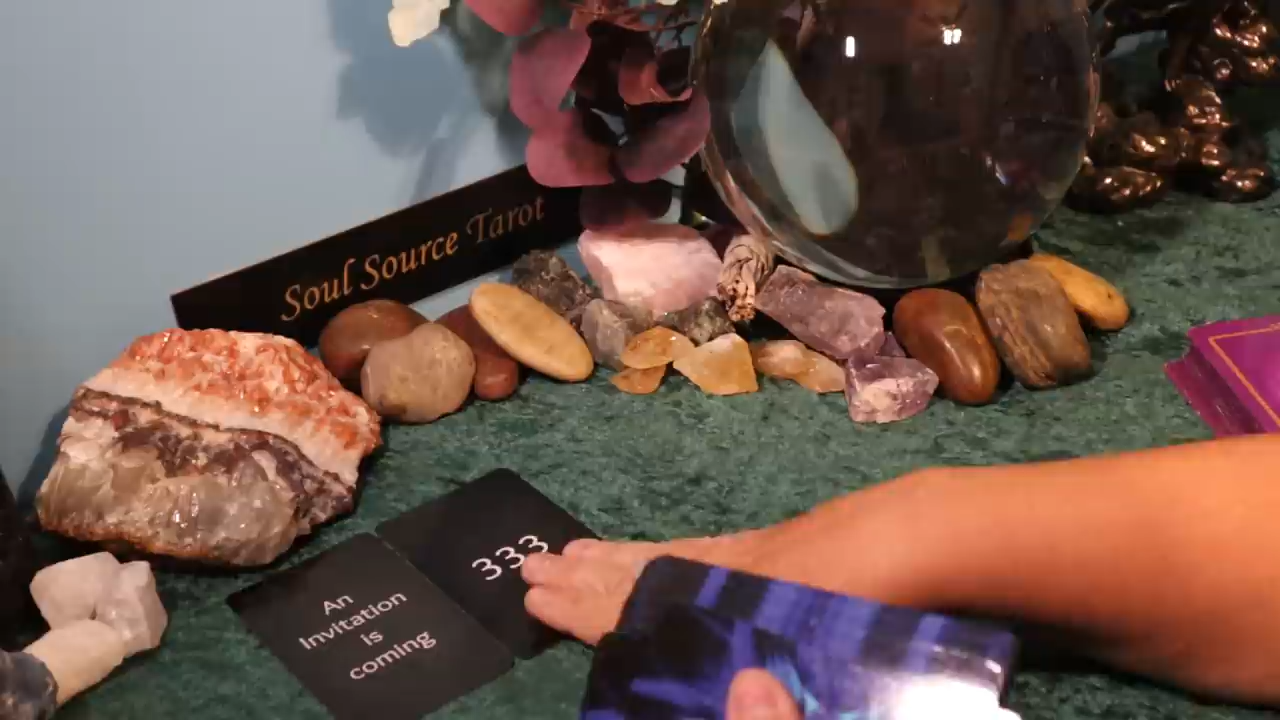 Soul Source Tarot
An
Invitation
is
coming
333